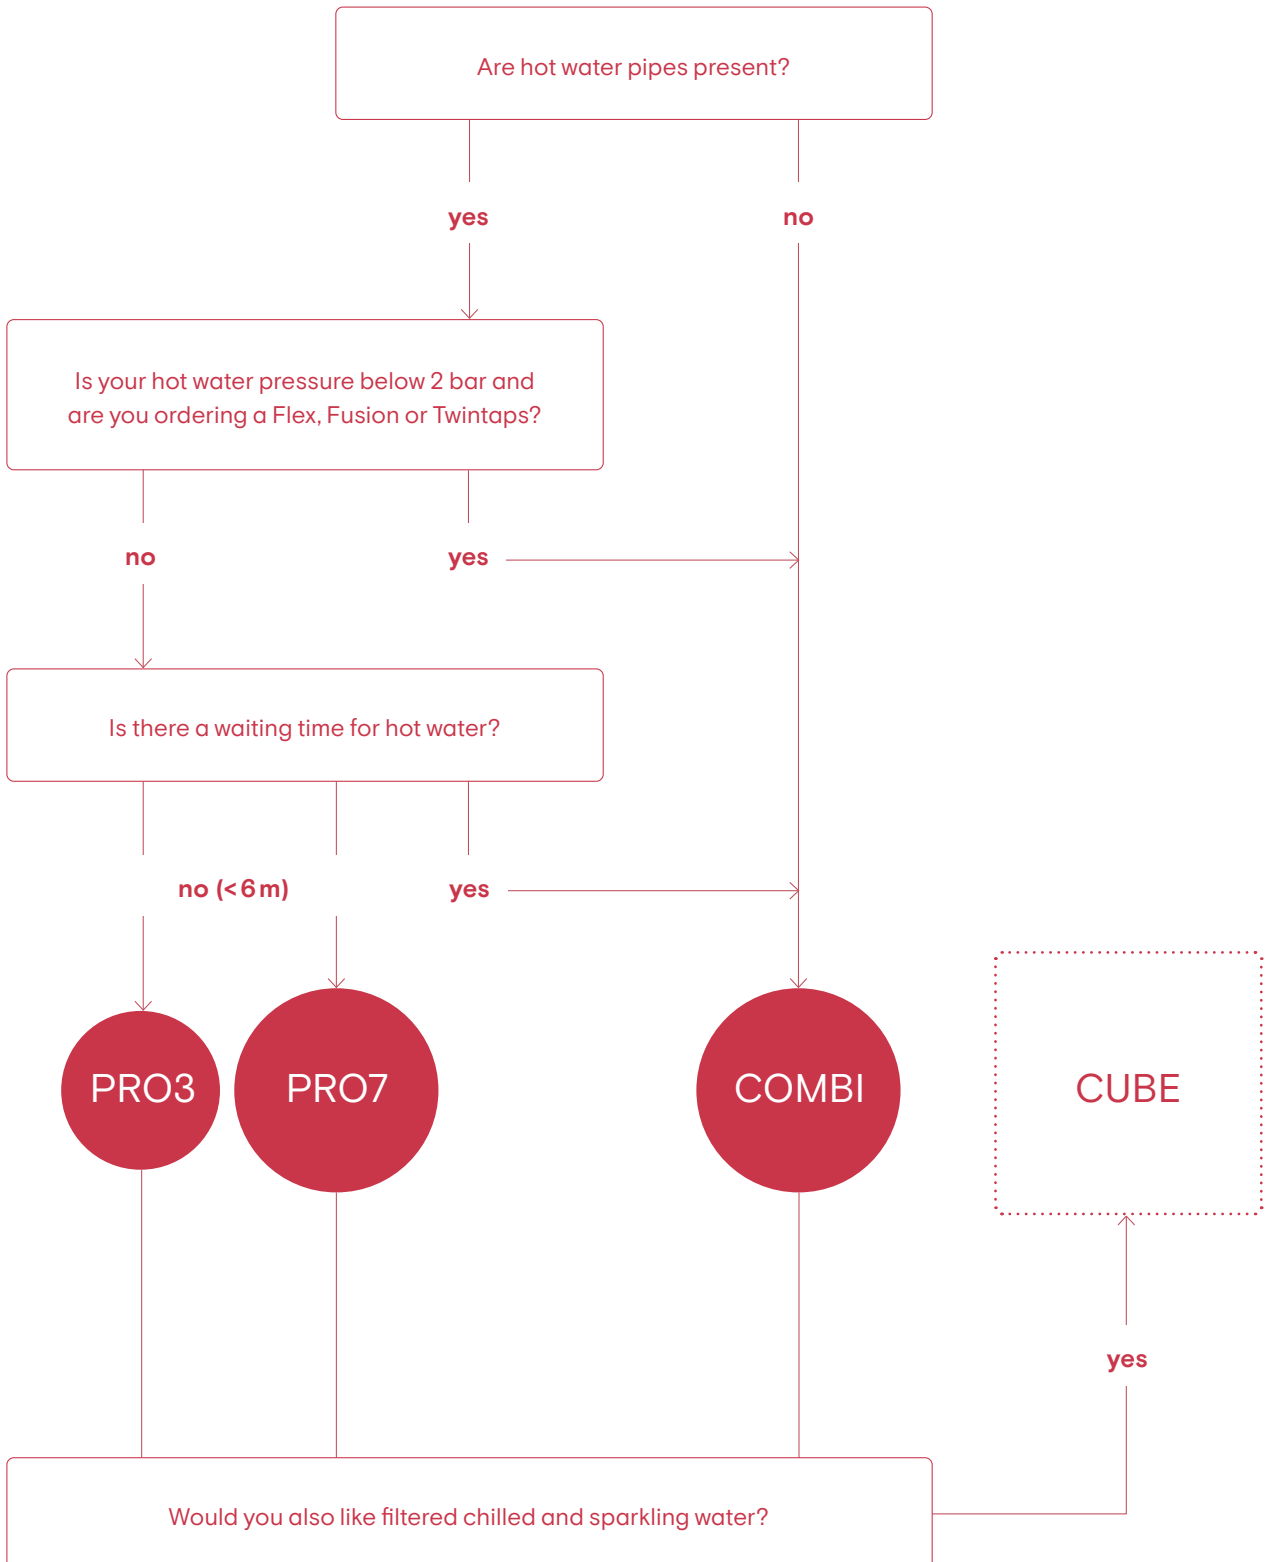 Are hot water pipes present?
yes
no
Is your hot water pressure below 2 bar and
are you ordering a Flex, Fusion or Twintaps?
no
yes
Is there a waiting time for hot water?
no (<6 m)
yes
PRO3
PRO7
COMBI
CUBE
yes
Would you also like filtered chilled and sparkling water?